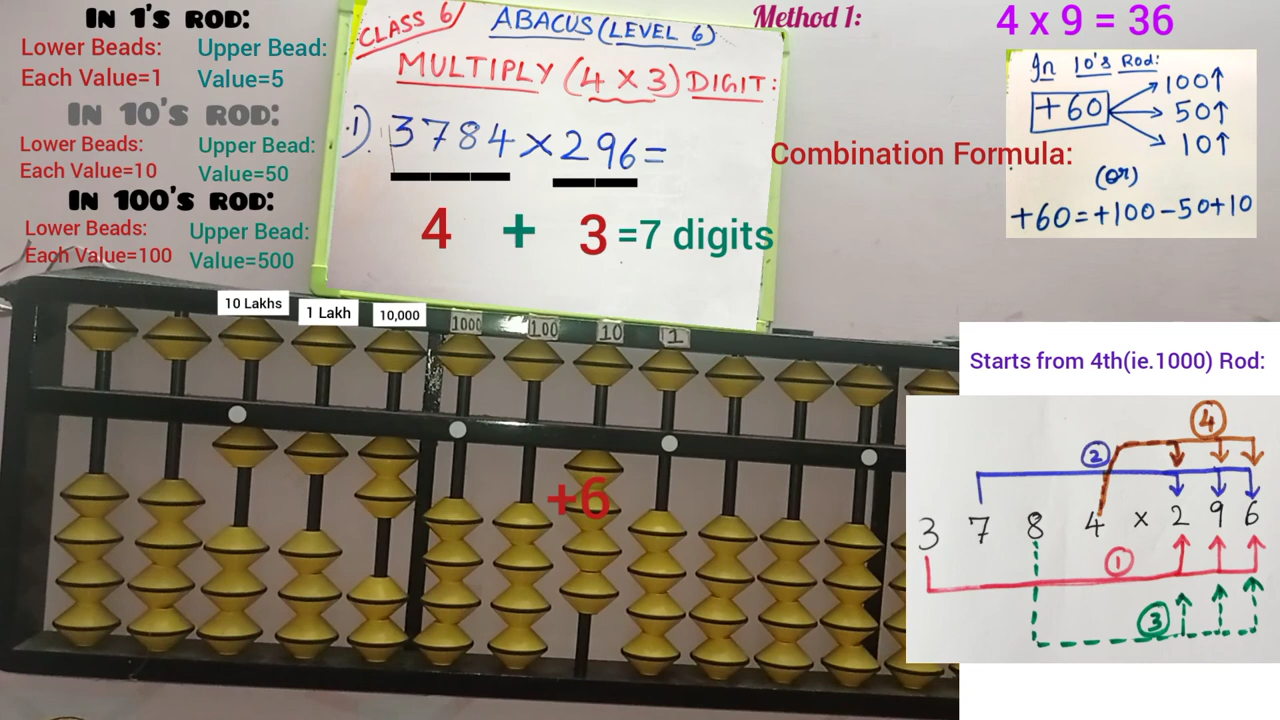 In 1's rod:
Lower Beads: Upper Bead:
Each Value=1 Value=5
In 10's rod:
Lower Beads: Upper Bead:
Each Value=10 Value=50
In 100's rod:
Lower Beads: Upper Bead:
Each Value=100 Value=500
CLASS 6
ABACUS (LEVEL 6)
MULTIPLY (4 X 3) DIGIT:
1). 3784 X 296 =
4 + 3 =7 digits
Method 1:
4 x 9 = 36
In 10's Rod:
+60 100↑
50↑
10↑
(or)
+60 = +100 - 50 + 10
Combination Formula:
10 Lakhs 1 Lakh 10,000 1000 100 10 1
+6
Starts from 4th(ie.1000) Rod:
4
2
3 7 8 4 x 2 9 6
1
3